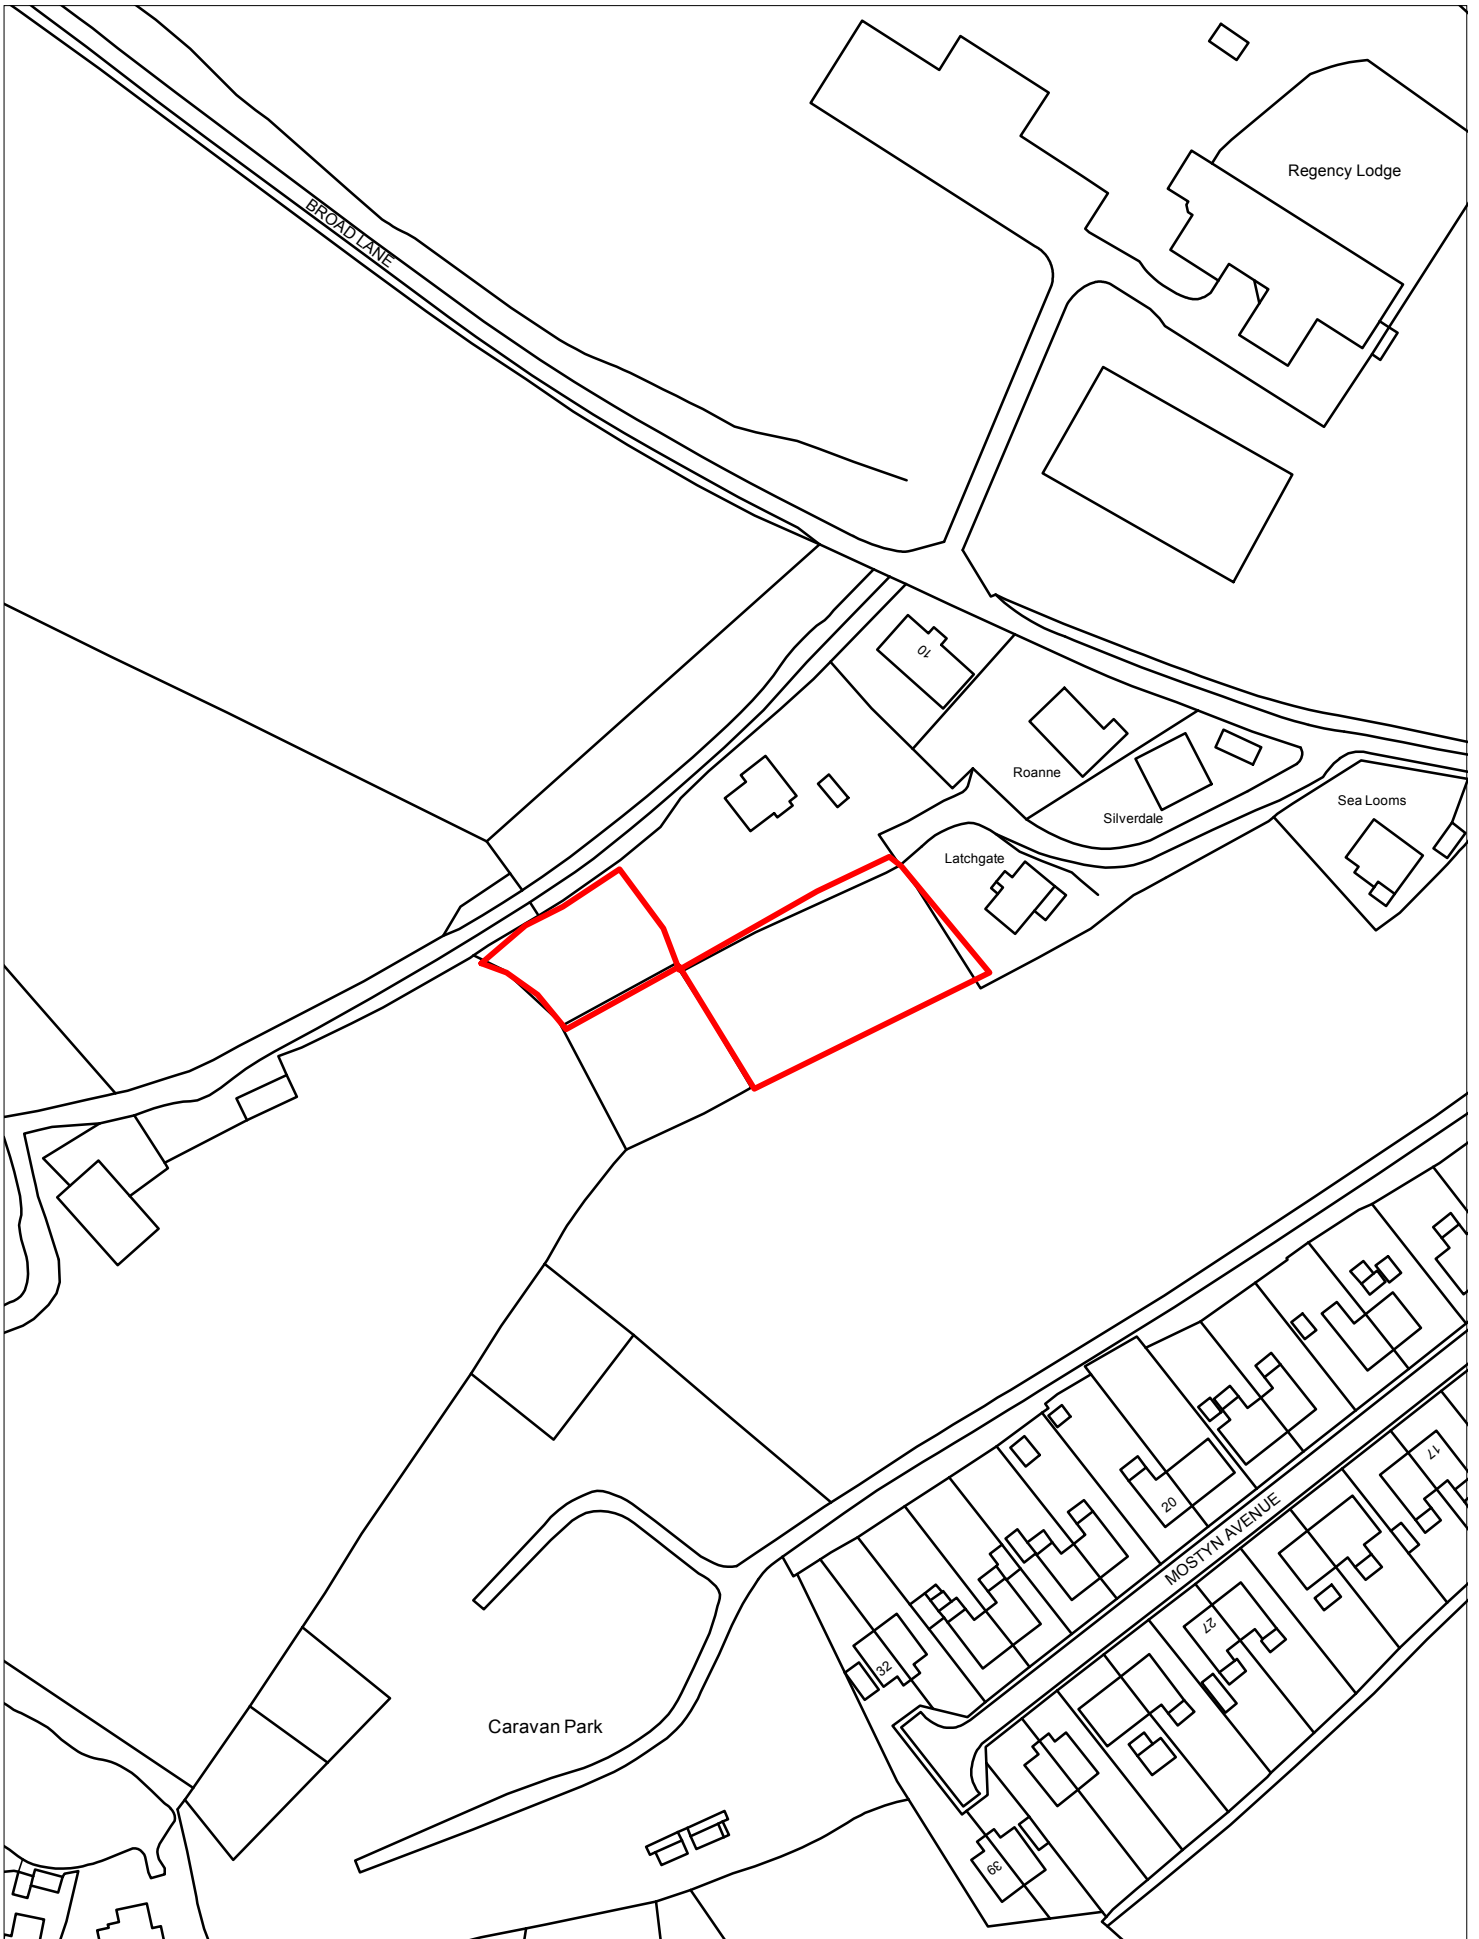 Regency Lodge
BROAD LANE
10
Roanne
Sea Looms
Silverdale
Latchgate
17
20
MOSTYN AVENUE
27
32
Caravan Park
39